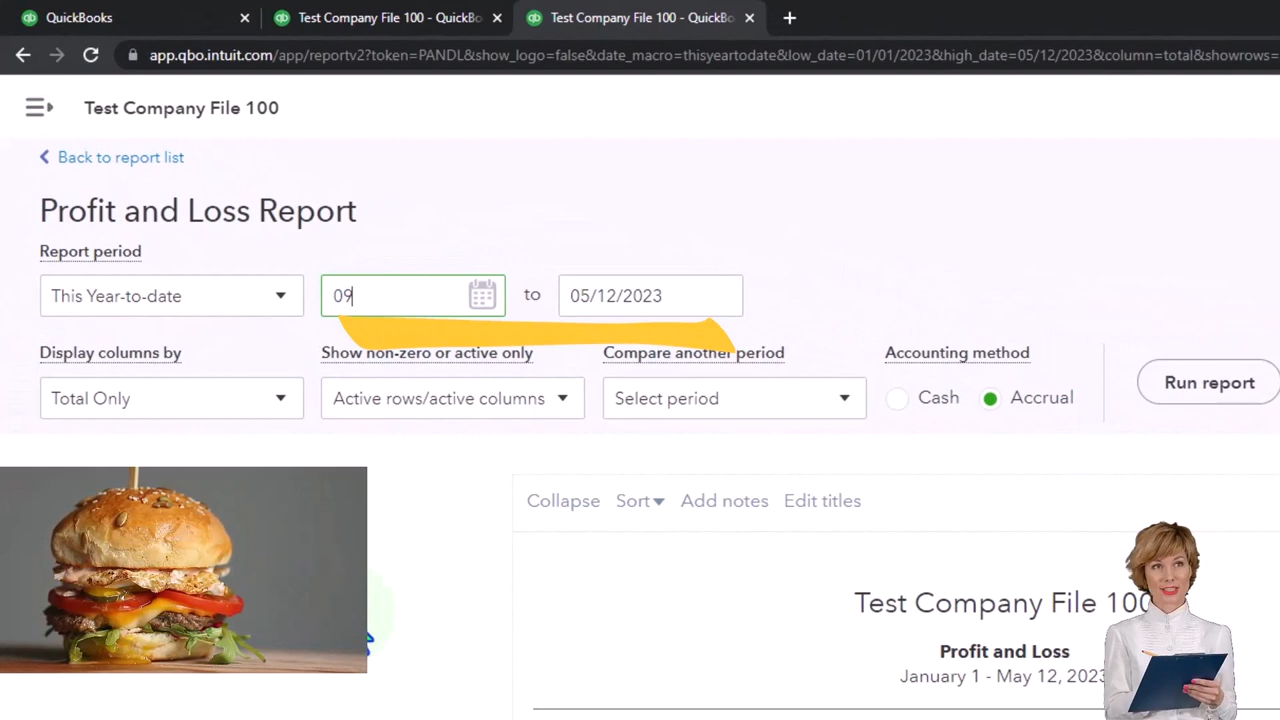 QuickBooks
Test Company File 100 - QuickBo
Test Company File 100 - QuickBo
app.qbo.intuit.com/app/reportv2?token=PANDL&show_logo=false&date_macro=thisyeartodate&low_date=01/01/2023&high_date=05/12/2023&column=total&showrows=
Test Company File 100
Back to report list
Profit and Loss Report
Report period
This Year-to-date
09
to
05/12/2023
Display columns by
Show non-zero or active only
Compare another period
Accounting method
Total Only
Active rows/active columns
Select period
Cash
Accrual
Run report
Collapse
Sort
Add notes
Edit titles
Test Company File 100
Profit and Loss
January 1 - May 12, 2023